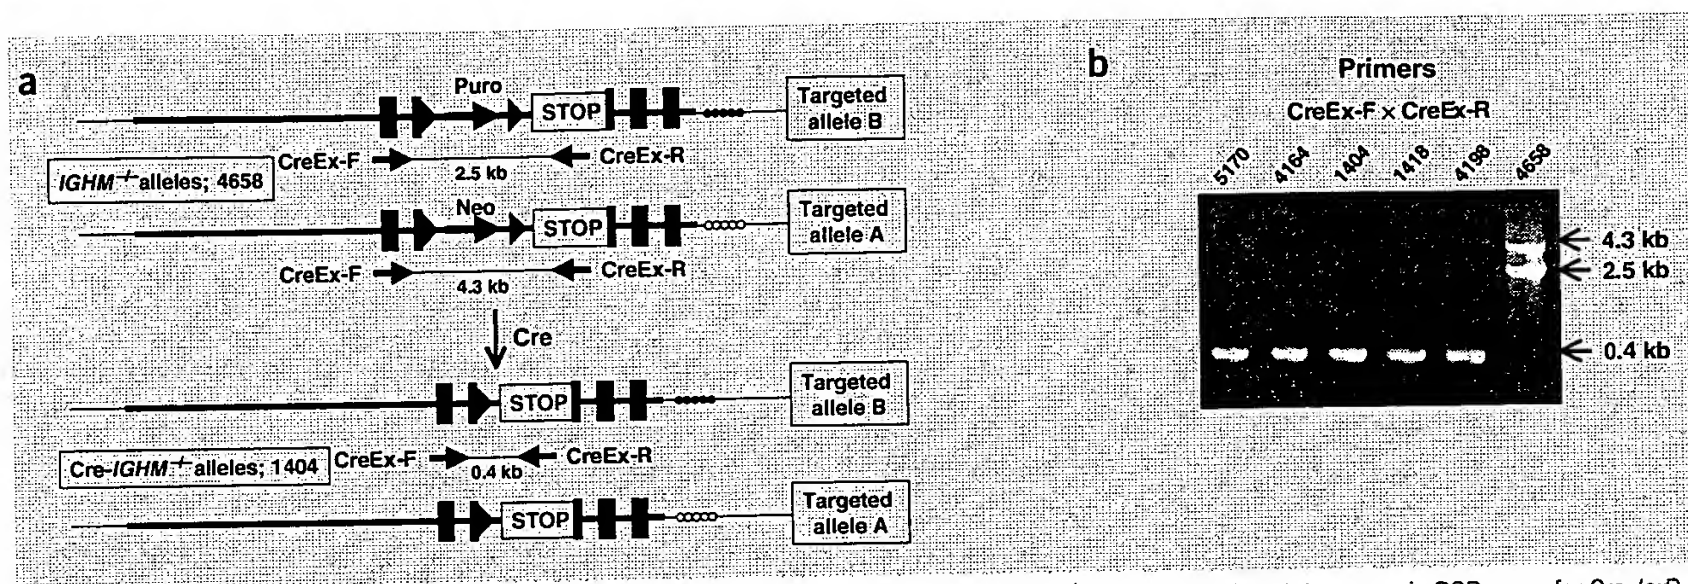 a
Puro
STOP
Targeted
allele B
CreEx-F
2.5 kb
CreEx-R
IGHM⁻ᐟ⁻ alleles; 4658
Neo
STOP
Targeted
allele A
CreEx-F
4.3 kb
CreEx-R
Cre
STOP
Targeted
allele B
Cre-IGHM⁻ᐟ⁻ alleles; 1404
CreEx-F
0.4 kb
CreEx-R
STOP
Targeted
allele A
b
Primers
CreEx-F × CreEx-R
5170 4164 1404 1418 4198 4658
4.3 kb
2.5 kb
0.4 kb